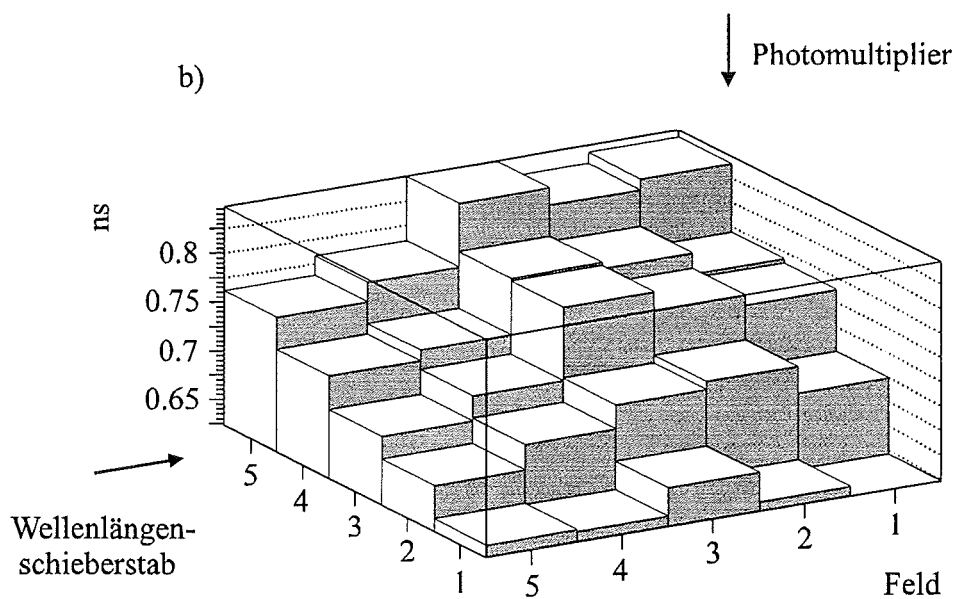 Photomultiplier
b)
ns
0.8
0.75
0.7
0.65
5
4
3
2
1
5
4
3
2
1
Wellenlängen-
schieberstab
Feld